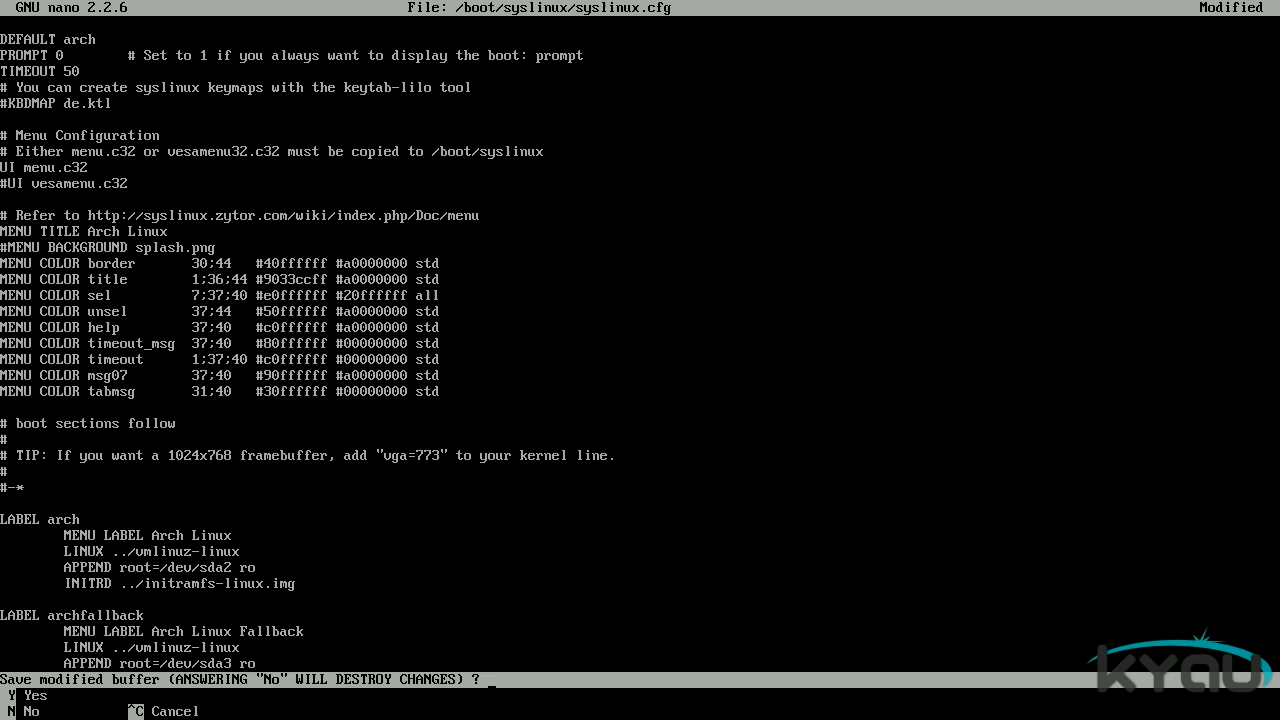 GNU nano 2.2.6 File: /boot/syslinux/syslinux.cfg Modified
DEFAULT arch
PROMPT 0 # Set to 1 if you always want to display the boot: prompt
TIMEOUT 50
# You can create syslinux keymaps with the keytab-lilo tool
#KBDMAP de.ktl
# Menu Configuration
# Either menu.c32 or vesamenu32.c32 must be copied to /boot/syslinux
UI menu.c32
#UI vesamenu.c32
# Refer to http://syslinux.zytor.com/wiki/index.php/Doc/menu
MENU TITLE Arch Linux
#MENU BACKGROUND splash.png
MENU COLOR border 30;44 #40ffffff #a0000000 std
MENU COLOR title 1;36;44 #9033ccff #a0000000 std
MENU COLOR sel 7;37;40 #e0ffffff #20ffffff all
MENU COLOR unsel 37;44 #50ffffff #a0000000 std
MENU COLOR help 37;40 #c0ffffff #a0000000 std
MENU COLOR timeout_msg 37;40 #80ffffff #00000000 std
MENU COLOR timeout 1;37;40 #c0ffffff #00000000 std
MENU COLOR msg07 37;40 #90ffffff #a0000000 std
MENU COLOR tabmsg 31;40 #30ffffff #00000000 std
# boot sections follow
#
# TIP: If you want a 1024x768 framebuffer, add "vga=773" to your kernel line.
#
#-*
LABEL arch
MENU LABEL Arch Linux
LINUX ../vmlinuz-linux
APPEND root=/dev/sda2 ro
INITRD ../initramfs-linux.img
LABEL archfallback
MENU LABEL Arch Linux Fallback
LINUX ../vmlinuz-linux
APPEND root=/dev/sda3 ro
Save modified buffer (ANSWERING "No" WILL DESTROY CHANGES) ?
Y Yes
N No ^C Cancel
kyau